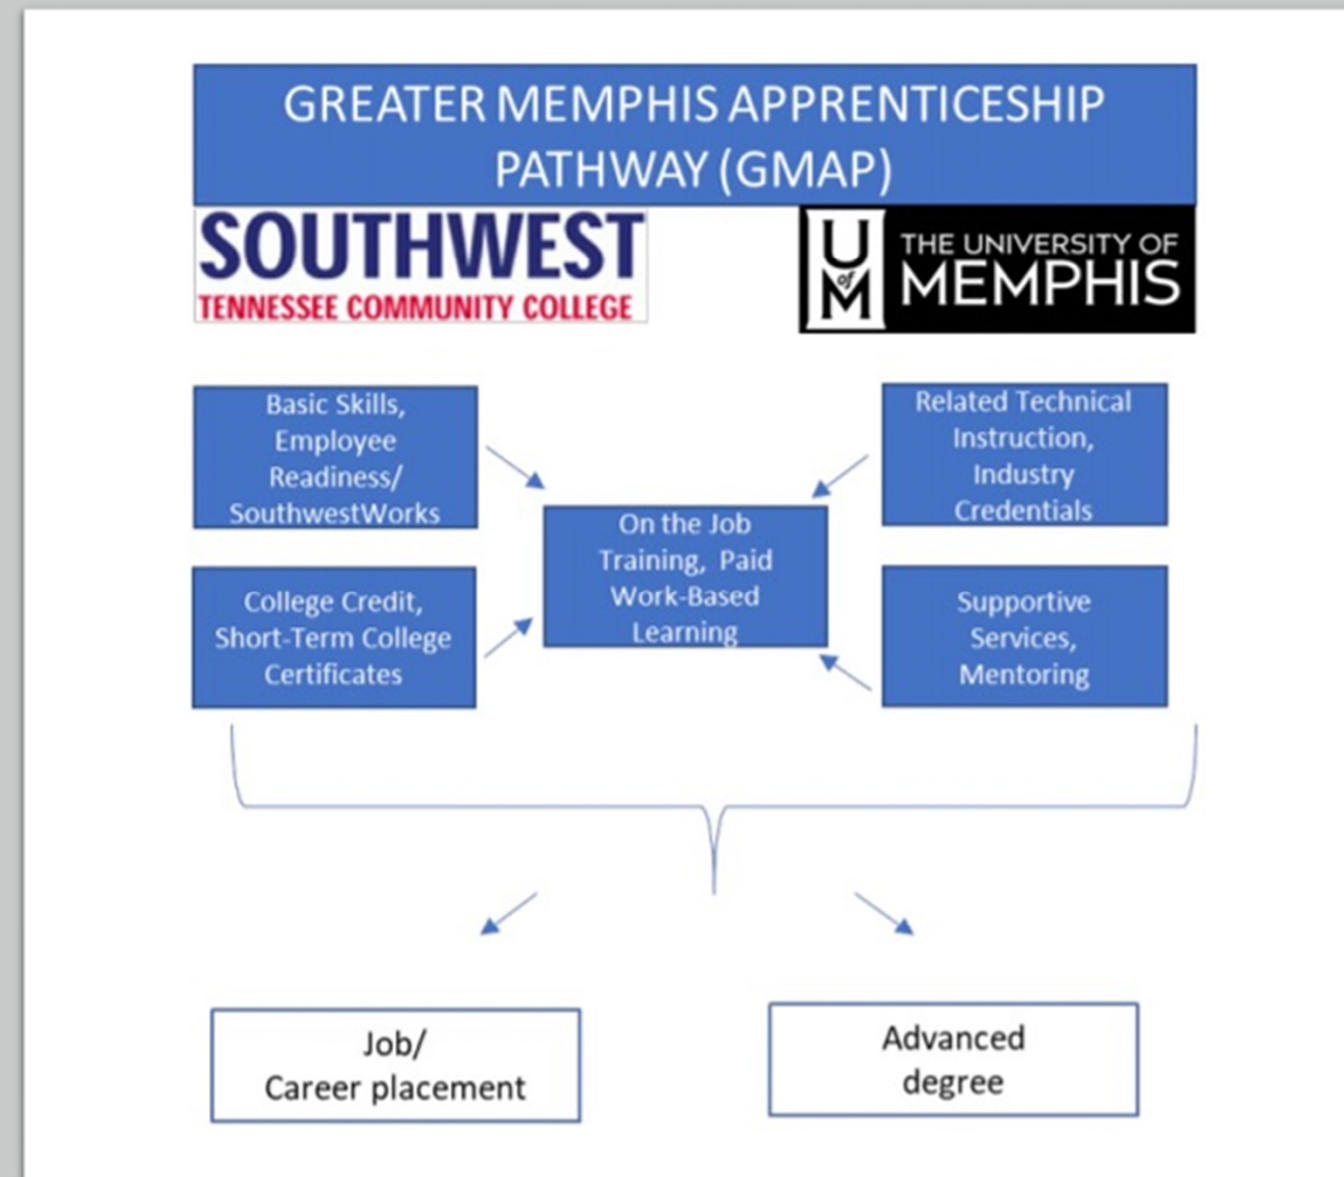 GREATER MEMPHIS APPRENTICESHIP
PATHWAY (GMAP)
SOUTHWEST
TENNESSEE COMMUNITY COLLEGE
U
of
M
THE UNIVERSITY OF
MEMPHIS
Basic Skills,
Employee
Readiness/
SouthwestWorks
Related Technical
Instruction,
Industry
Credentials
On the Job
Training, Paid
Work-Based
Learning
College Credit,
Short-Term College
Certificates
Supportive
Services,
Mentoring
Job/
Career placement
Advanced
degree